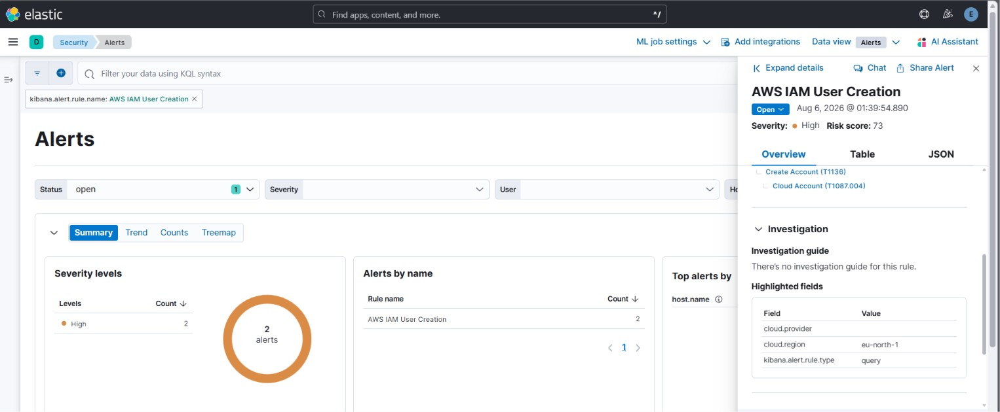 elastic
Find apps, content, and more.
^/
E
D
Security
Alerts
ML job settings
Add integrations
Data view
Alerts
AI Assistant
Filter your data using KQL syntax
kibana.alert.rule.name: AWS IAM User Creation ×
Alerts
Status
open
1
Severity
User
Ho
Summary
Trend
Counts
Treemap
Severity levels
Levels
Count
High
2
2
alerts
Alerts by name
Rule name
Count
AWS IAM User Creation
2
1
Top alerts by
host.name
Expand details
Chat
Share Alert
AWS IAM User Creation
Open
Aug 6, 2026 @ 01:39:54.890
Severity: High Risk score: 73
Overview
Table
JSON
Create Account (T1136)
Cloud Account (T1087.004)
Investigation
Investigation guide
There's no investigation guide for this rule.
Highlighted fields
Field Value
cloud.provider
cloud.region eu-north-1
kibana.alert.rule.type query